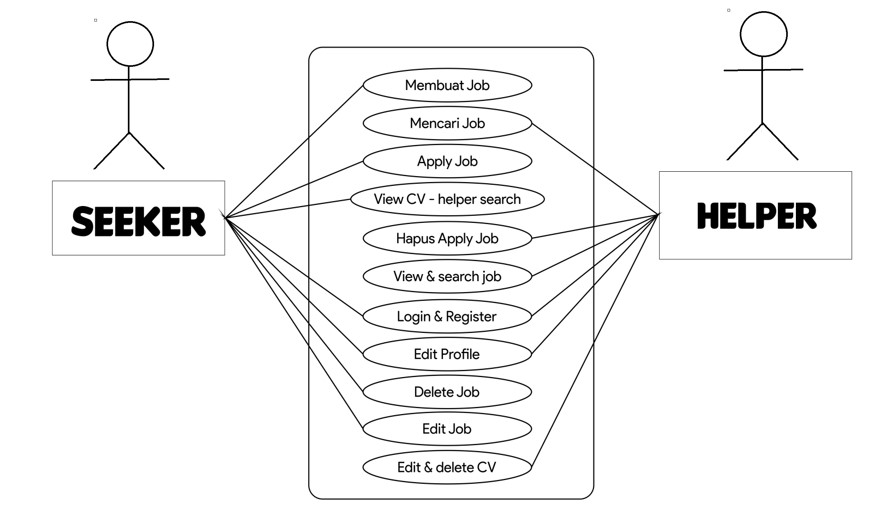 SEEKER
HELPER
Membuat Job
Mencari Job
Apply Job
View CV - helper search
Hapus Apply Job
View & search job
Login & Register
Edit Profile
Delete Job
Edit Job
Edit & delete CV